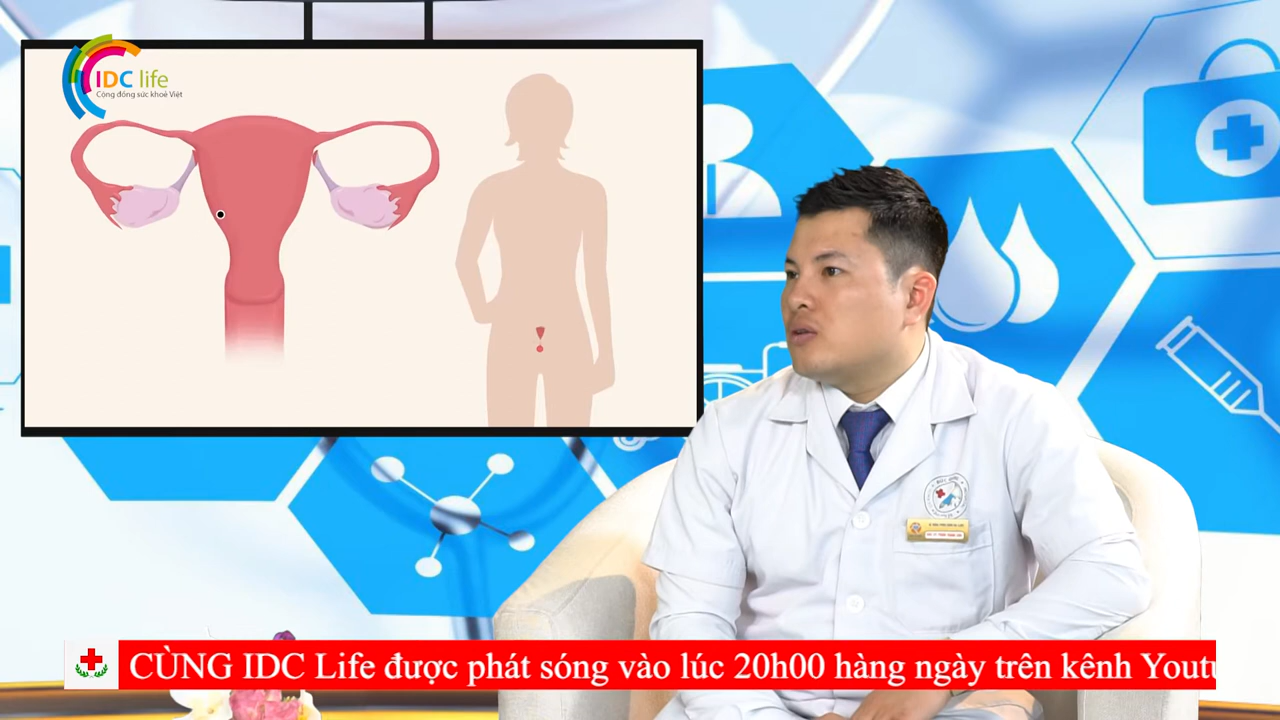 IDC life
Cộng đồng sức khoẻ Việt
CÙNG IDC Life được phát sóng vào lúc 20h00 hàng ngày trên kênh Youtu